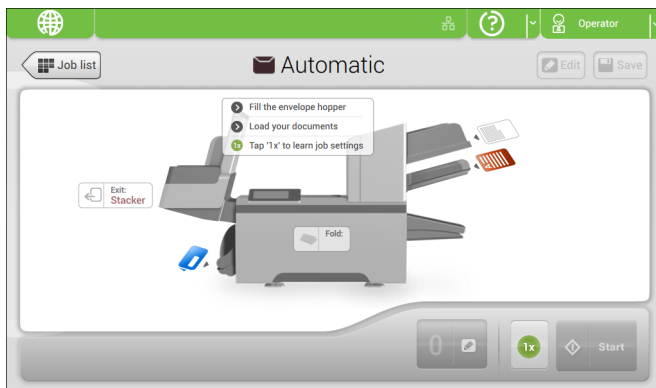 Operator
Job list
Automatic
Edit
Save
Fill the envelope hopper
Load your documents
1x Tap '1x' to learn job settings
Exit:
Stacker
Fold:
0
1x
Start